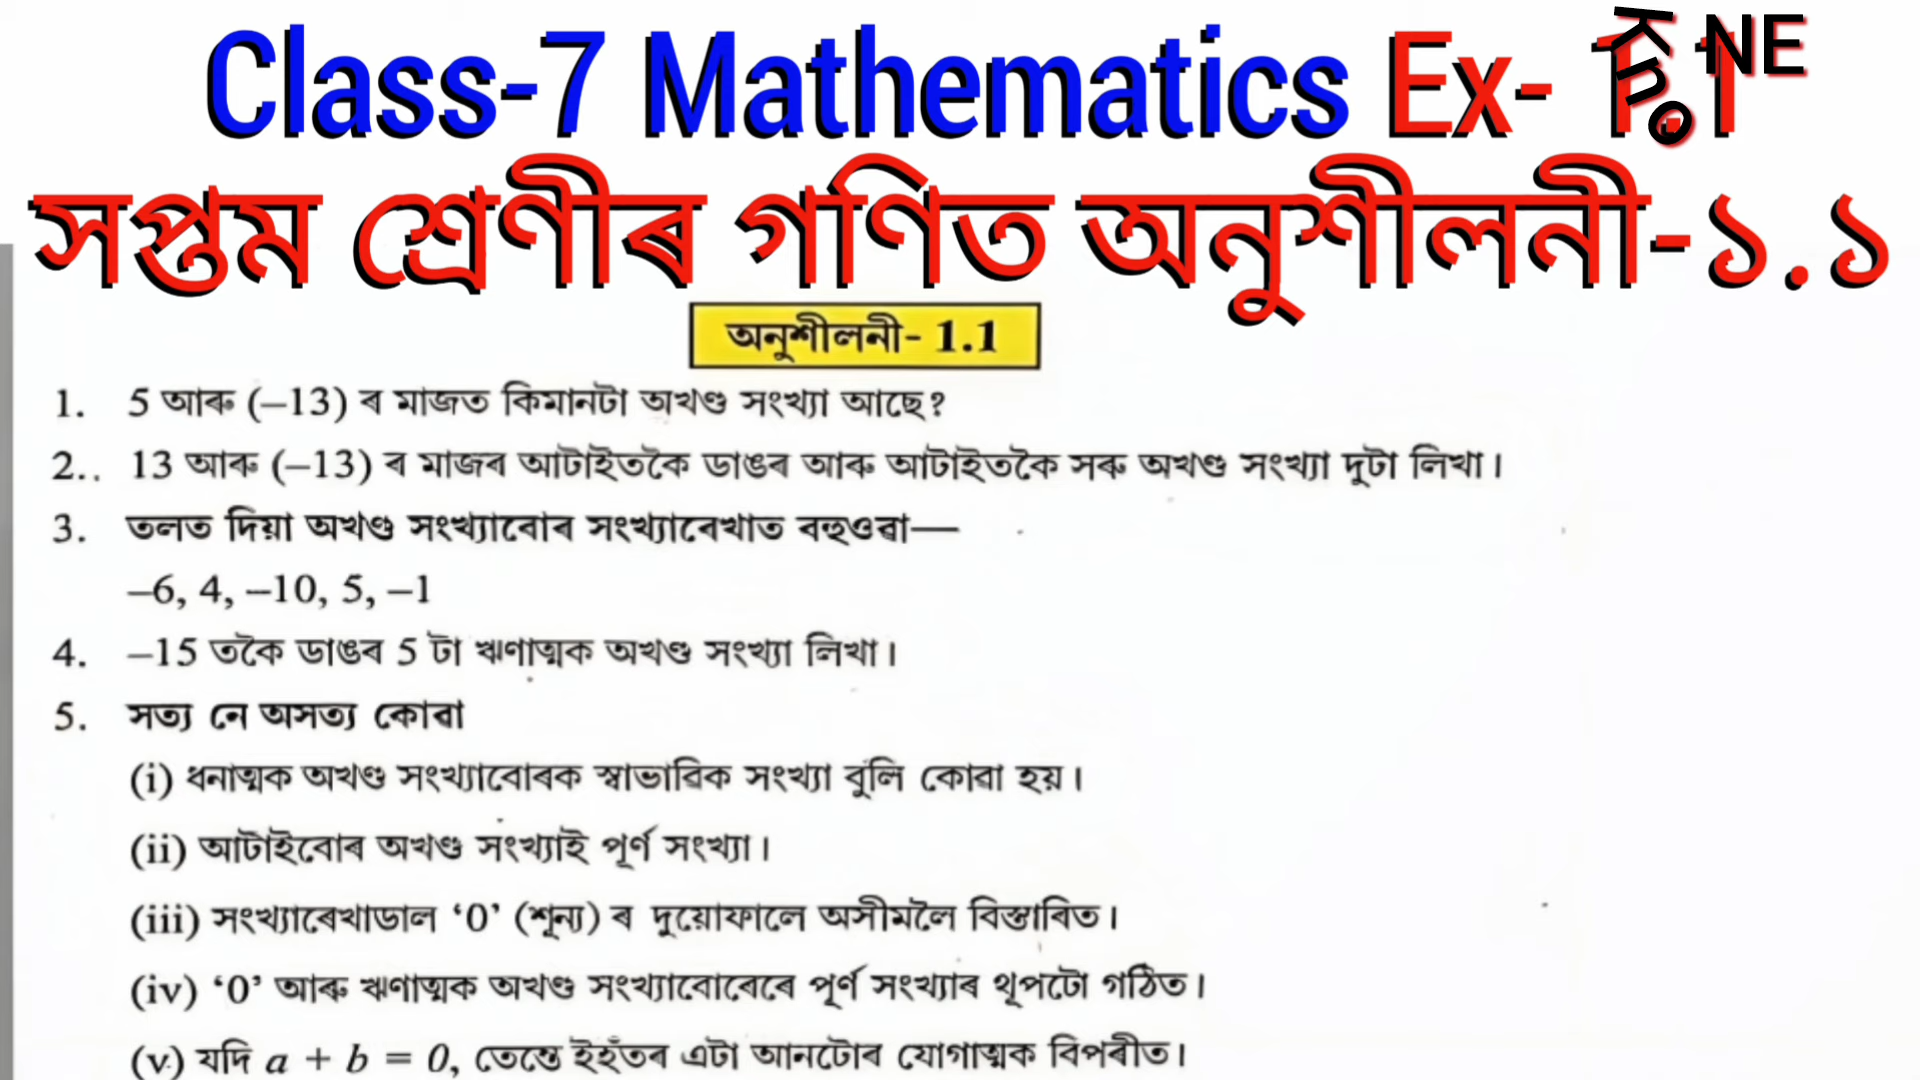 Class-7 Mathematics Ex- 1.1
NE
সপ্তম শ্ৰেণীৰ গণিত অনুশীলনী-১.১
অনুশীলনী- 1.1
1. 5 আৰু (–13) ৰ মাজত কিমানটা অখণ্ড সংখ্যা আছে?
2.. 13 আৰু (–13) ৰ মাজৰ আটাইতকৈ ডাঙৰ আৰু আটাইতকৈ সৰু অখণ্ড সংখ্যা দুটা লিখা।
3. তলত দিয়া অখণ্ড সংখ্যাবোৰ সংখ্যাৰেখাত বহুওৱা—
–6, 4, –10, 5, –1
4. –15 তকৈ ডাঙৰ 5 টা ঋণাত্মক অখণ্ড সংখ্যা লিখা।
5. সত্য নে অসত্য কোৱা
(i) ধনাত্মক অখণ্ড সংখ্যাবোৰক স্বাভাৱিক সংখ্যা বুলি কোৱা হয়।
(ii) আটাইবোৰ অখণ্ড সংখ্যাই পূৰ্ণ সংখ্যা।
(iii) সংখ্যাৰেখাডাল ‘0’ (শূন্য) ৰ দুয়োফালে অসীমলৈ বিস্তাৰিত।
(iv) ‘0’ আৰু ঋণাত্মক অখণ্ড সংখ্যাবোৰেৰে পূৰ্ণ সংখ্যাৰ থূপটো গঠিত।
(v) যদি a + b = 0, তেন্তে ইহঁতৰ এটা আনটোৰ যোগাত্মক বিপৰীত।